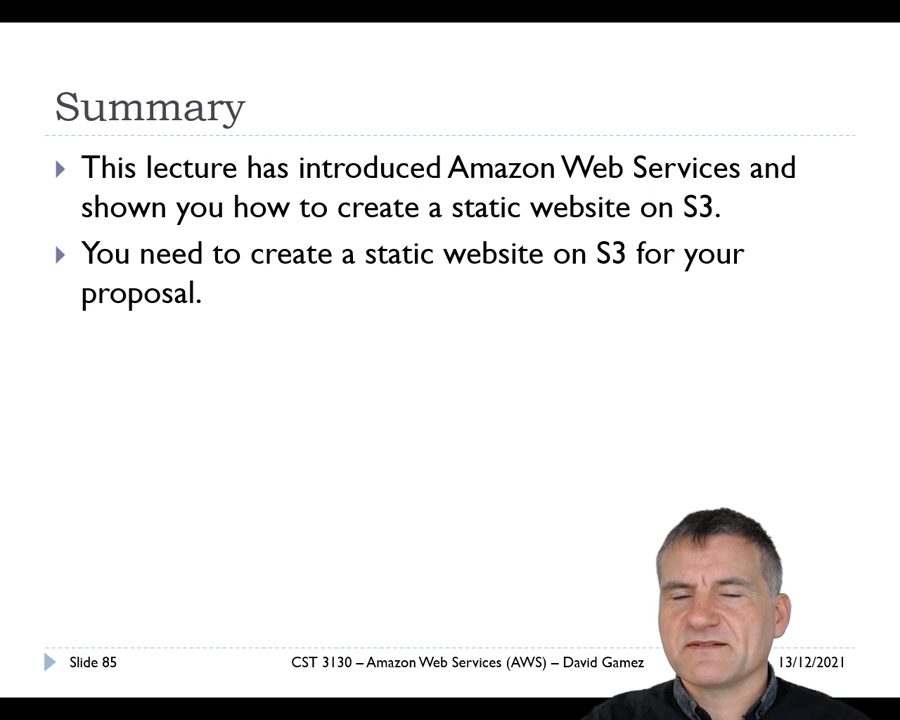 Summary
This lecture has introduced Amazon Web Services and
shown you how to create a static website on S3.
You need to create a static website on S3 for your
proposal.
Slide 85
CST 3130 – Amazon Web Services (AWS) – David Gamez
13/12/2021